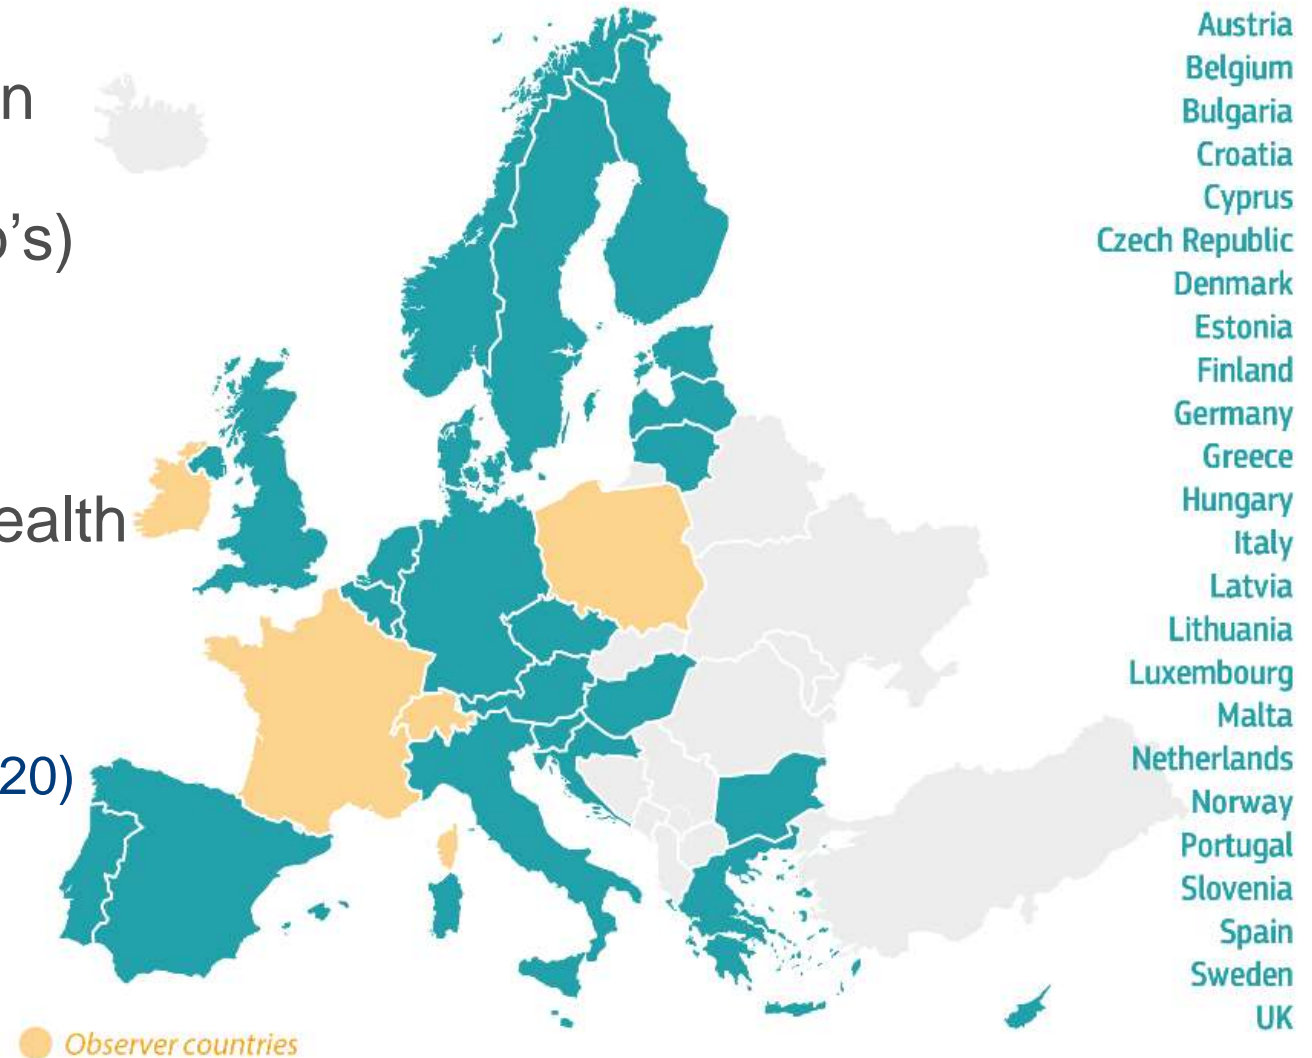 n
o's)
ealth
20)
Austria
Belgium
Bulgaria
Croatia
Cyprus
Czech Republic
Denmark
Estonia
Finland
Germany
Greece
Hungary
Italy
Latvia
Lithuania
Luxembourg
Malta
Netherlands
Norway
Portugal
Slovenia
Spain
Sweden
UK
Observer countries